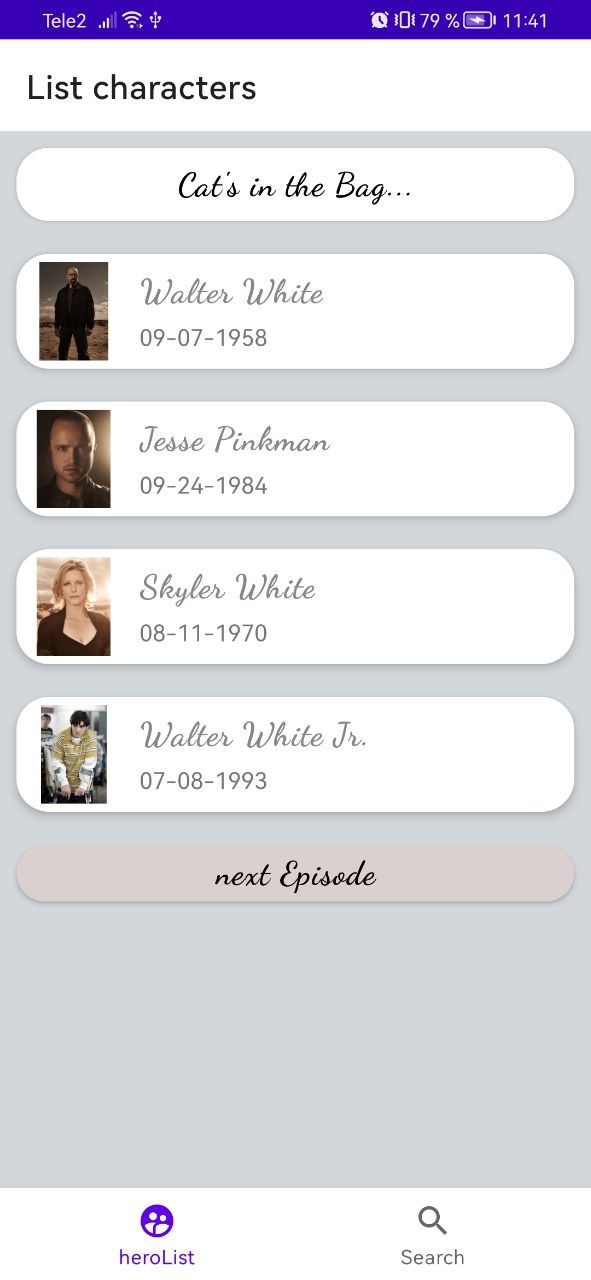 Tele2 79 % 11:41
List characters
Cat's in the Bag...
Walter White
09-07-1958
Jesse Pinkman
09-24-1984
Skyler White
08-11-1970
Walter White Jr.
07-08-1993
next Episode
heroList Search